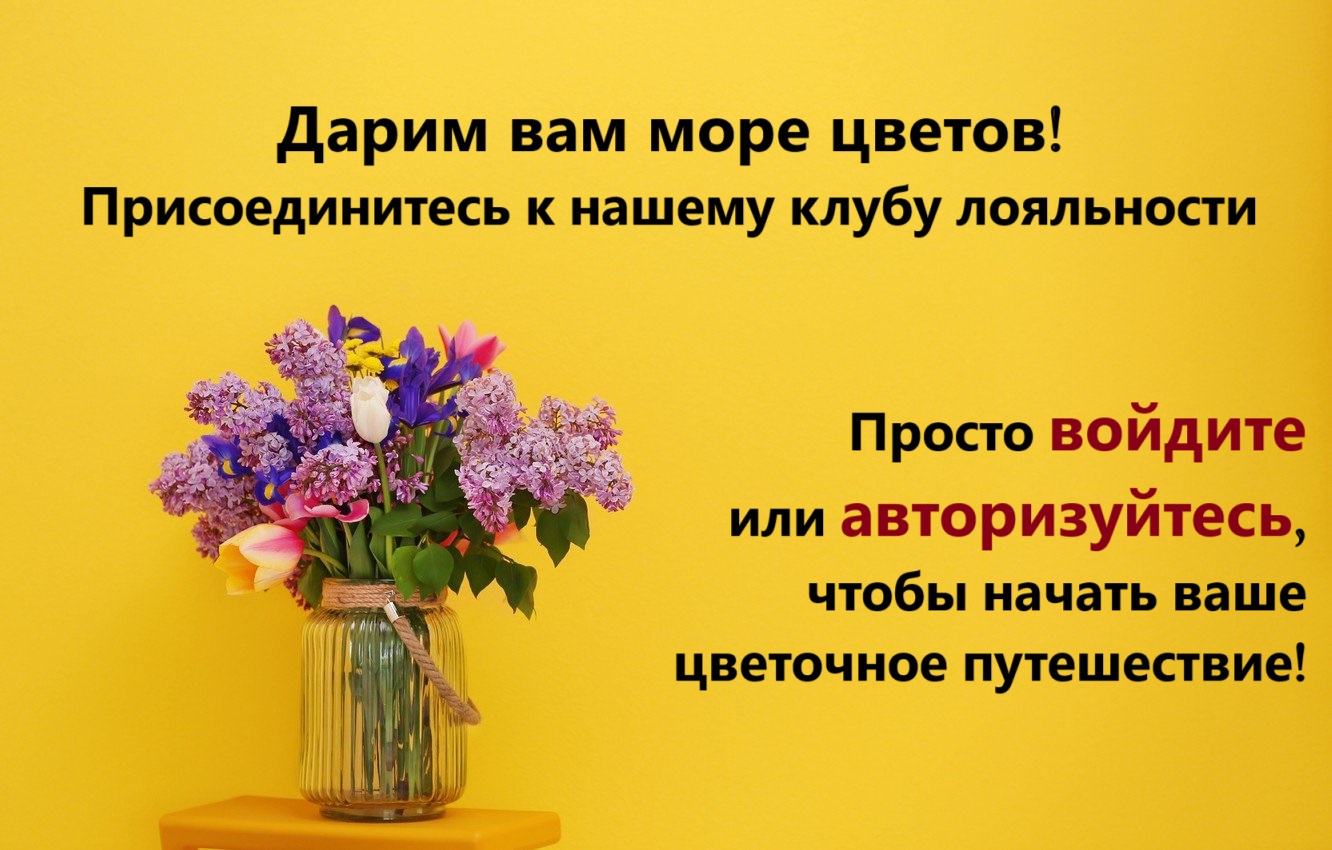 Дарим вам море цветов!
Присоединитесь к нашему клубу лояльности
Просто войдите
или авторизуйтесь,
чтобы начать ваше
цветочное путешествие!